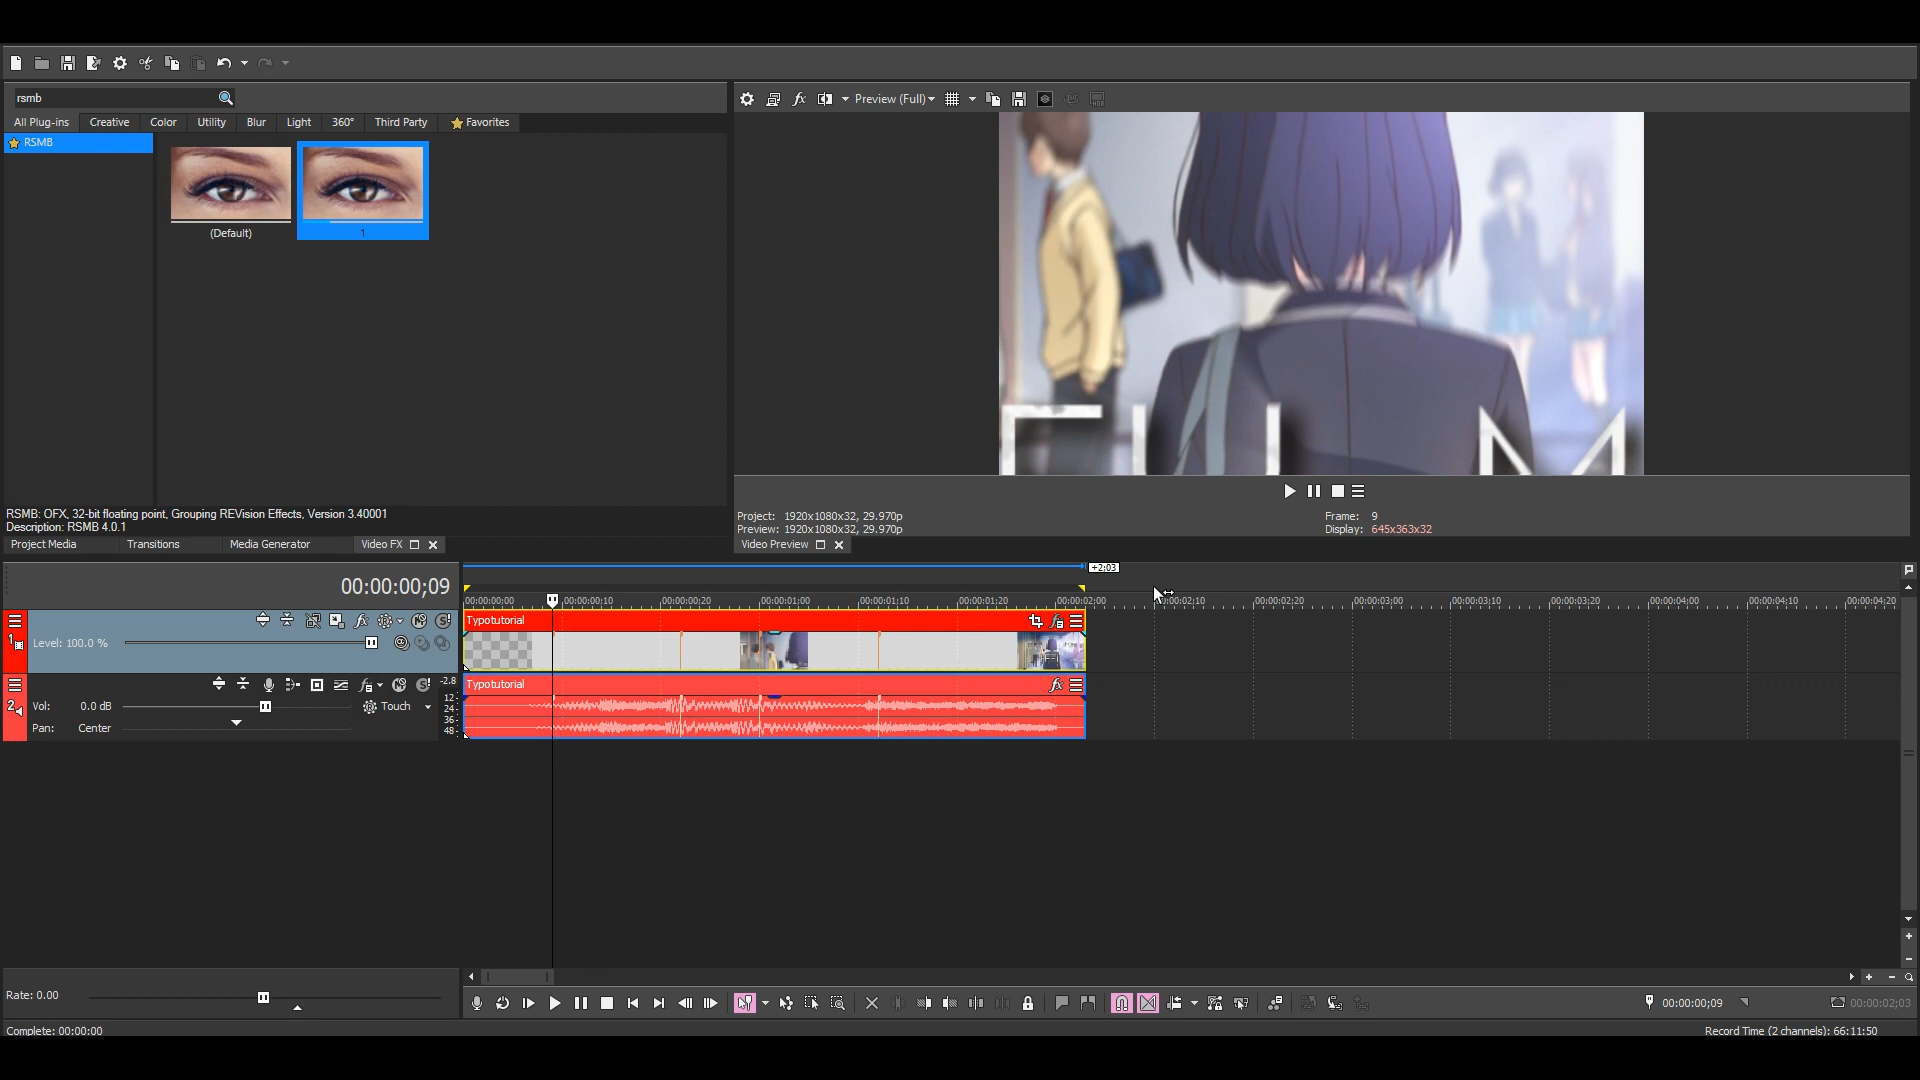 rsmb
All Plug-ins Creative Color Utility Blur Light 360° Third Party Favorites
RSMB
(Default) 1
RSMB: OFX, 32-bit floating point, Grouping REVision Effects, Version 3.40001
Description: RSMB 4.0.1
Project Media Transitions Media Generator Video FX
Preview (Full)
Project: 1920x1080x32, 29.970p
Preview: 1920x1080x32, 29.970p
Frame: 9
Display: 645x363x32
Video Preview
00:00:00;09
+2;03
00:00:00;00 00:00:00;10 00:00:00;20 00:00:01;00 00:00:01;10 00:00:01;20 00:00:02;00 00:00:02;10 00:00:02;20 00:00:03;00 00:00:03;10 00:00:03;20 00:00:04;00 00:00:04;10 00:00:04;20
1
Level: 100.0 %
Typotutorial
2
Vol: 0.0 dB
Touch
Pan: Center
-2.8
12
24
36
48
Typotutorial
Rate: 0.00
00:00:00;09
00:00:02;03
Complete: 00:00:00
Record Time (2 channels): 66:11:50